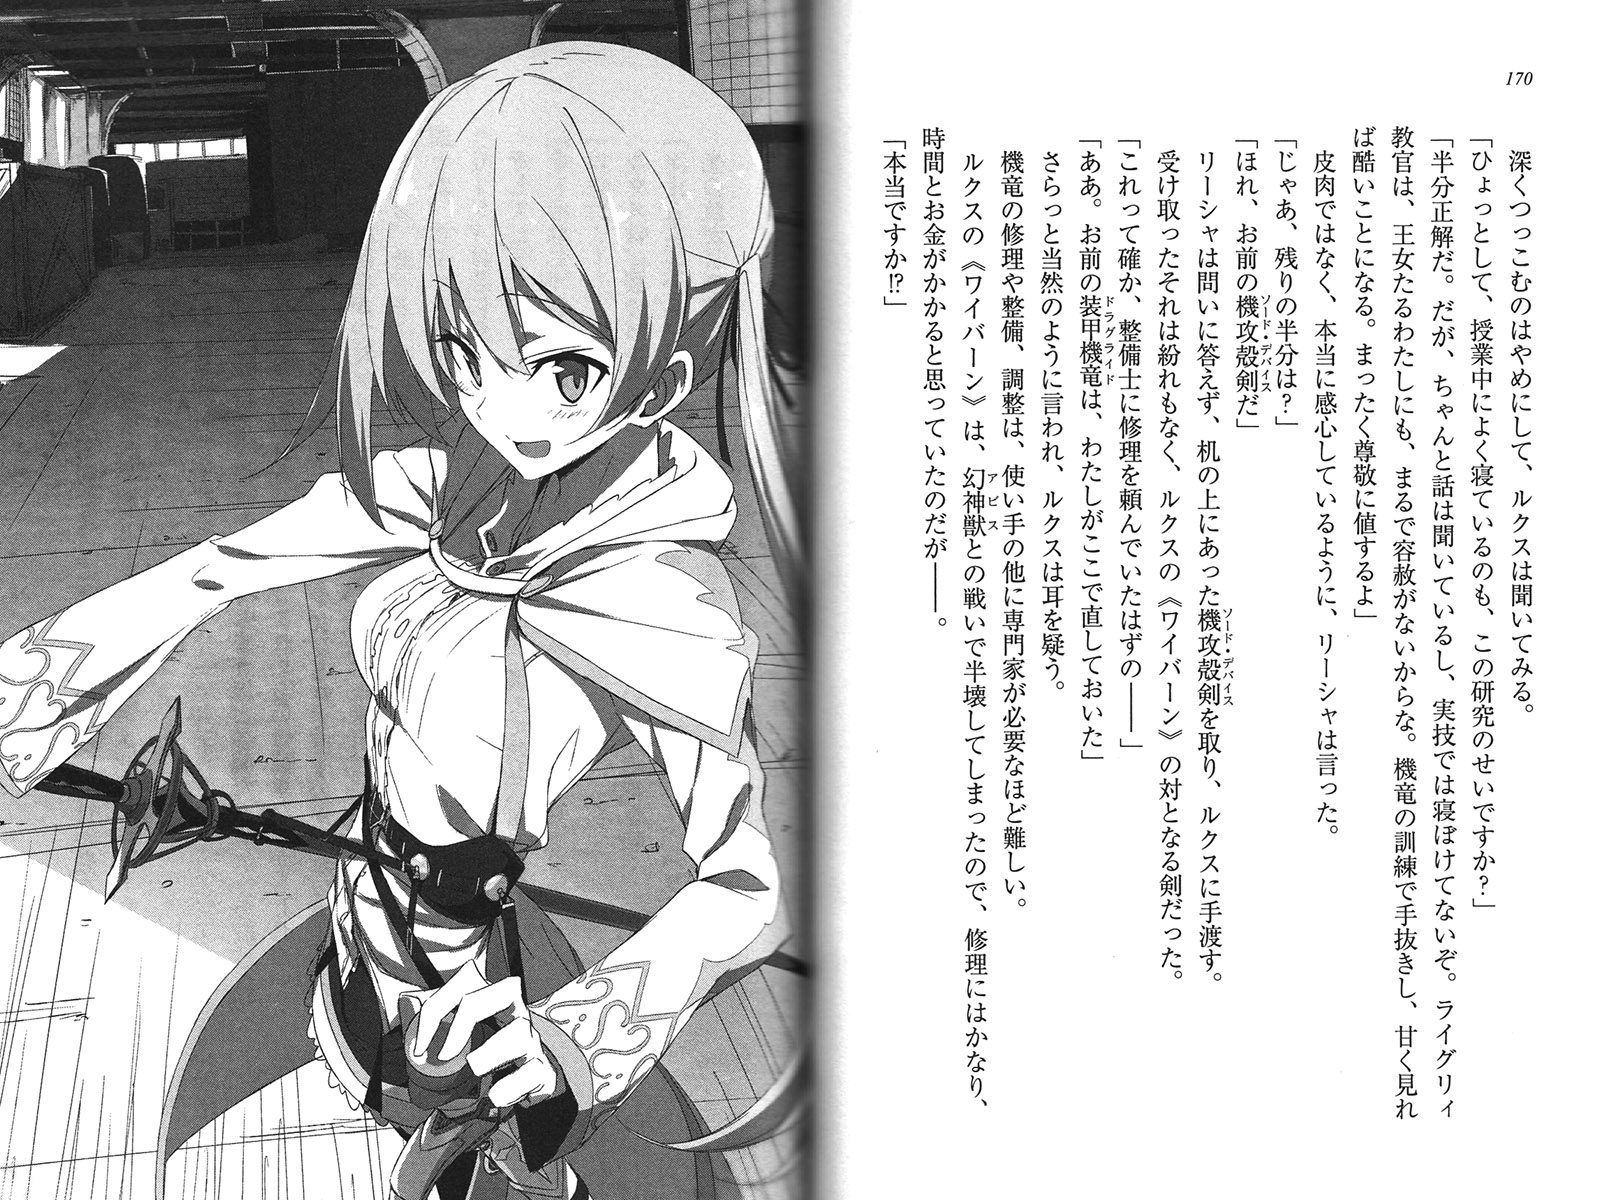 170
深くつっこむのはやめにして、ルクスは聞いてみる。
「ひょっとして、授業中によく寝ているのも、この研究のせいですか？」
「半分正解だ。だが、ちゃんと話は聞いているし、実技では寝ぼけてないぞ。ライグリィ
教官は、王女たるわたしにも、まるで容赦がないからな。機竜の訓練で手抜きし、甘く見れ
ば酷いことになる。まったく尊敬に値するよ」
皮肉ではなく、本当に感心しているように、リーシャは言った。
「じゃあ、残りの半分は？」
「ほれ、お前の機攻殻剣だ」
ソード・デバイス
リーシャは問いに答えず、机の上にあった機攻殻剣を取り、ルクスに手渡す。
ソード・デバイス
受け取ったそれは紛れもなく、ルクスの《ワイバーン》の対となる剣だった。
「これって確か、整備士に修理を頼んでいたはずの――」
「ああ。お前の装甲機竜は、わたしがここで直しておいた」
ドラグライド
さらっと当然のように言われ、ルクスは耳を疑う。
機竜の修理や整備、調整は、使い手の他に専門家が必要なほど難しい。
ルクスの《ワイバーン》は、幻神獣との戦いで半壊してしまったので、修理にはかなり、
アビス
時間とお金がかかると思っていたのだが――。
「本当ですか⁉」